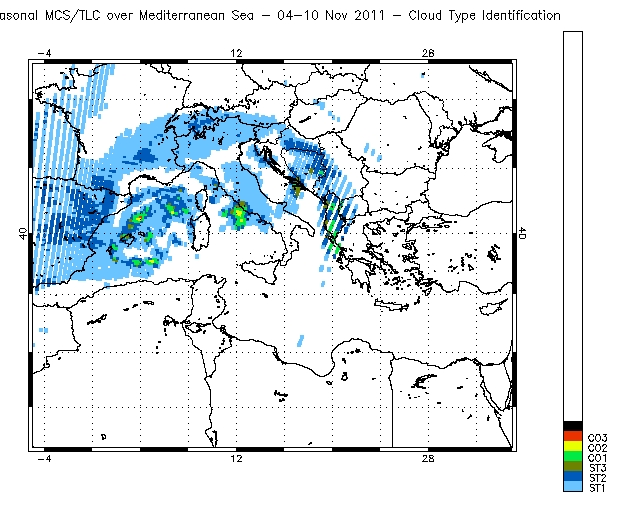 asonal MCS/TLC over Mediterranean Sea - 04-10 Nov 2011 - Cloud Type Identification
-4 12 28
40 40
-4 12 28
CO3
CO2
CO1
ST3
ST2
ST1